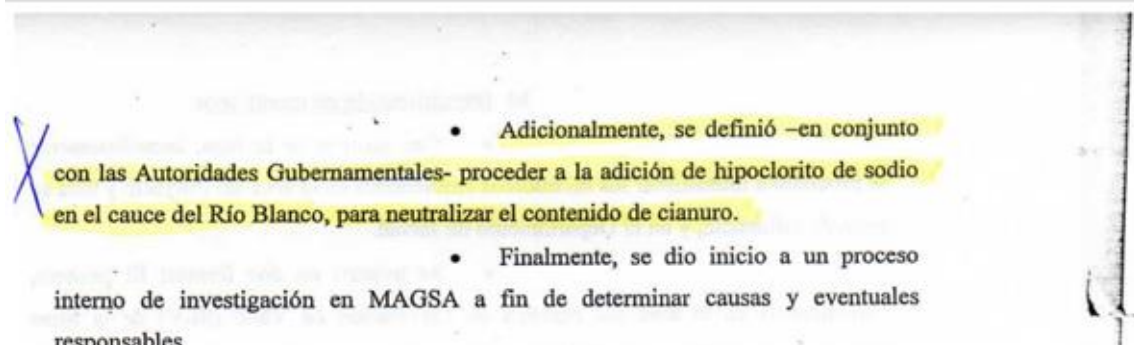 • Adicionalmente, se definió –en conjunto
con las Autoridades Gubernamentales- proceder a la adición de hipoclorito de sodio
en el cauce del Río Blanco, para neutralizar el contenido de cianuro.
• Finalmente, se dio inicio a un proceso
interno de investigación en MAGSA a fin de determinar causas y eventuales
responsables.